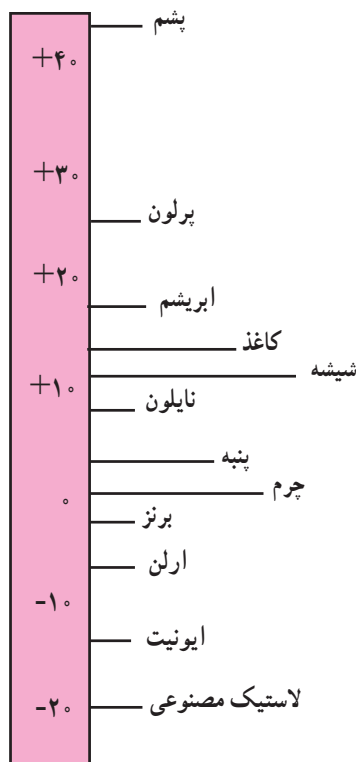 پشم
+۴۰
+۳۰
پرلون
+۲۰
ابریشم
کاغذ
شیشه
+۱۰
نایلون
پنبه
چرم
۰
برنز
ارلن
-۱۰
ایونیت
لاستیک مصنوعی
-۲۰